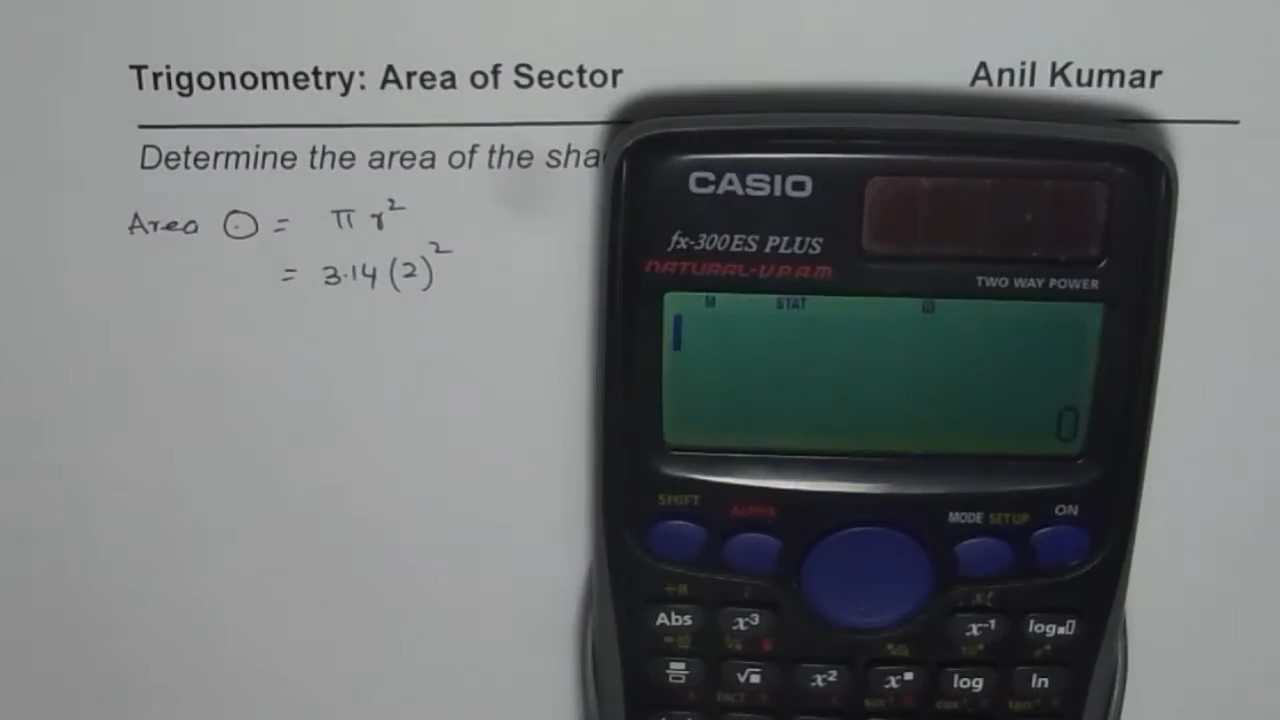 Trigonometry: Area of Sector Anil Kumar
Determine the area of the sha
Area ⊙ = π r²
= 3.14 (2)²
CASIO
fx-300ES PLUS
NATURAL-V.P.A.M.
TWO WAY POWER
M STAT D
0
SHIFT ALPHA MODE SETUP ON
Abs x³ x⁻¹ log
√ x² x log ln
FACT